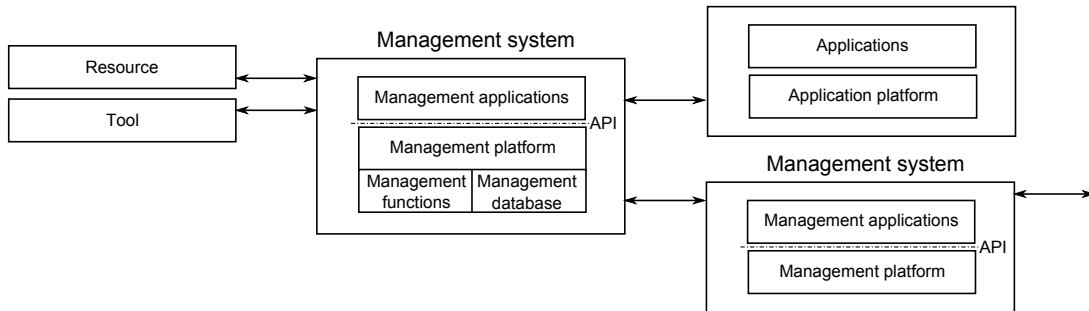 Resource
Tool
Management system
Management applications
API
Management platform
Management
functions
Management
database
Applications
Application platform
Management system
Management applications
API
Management platform